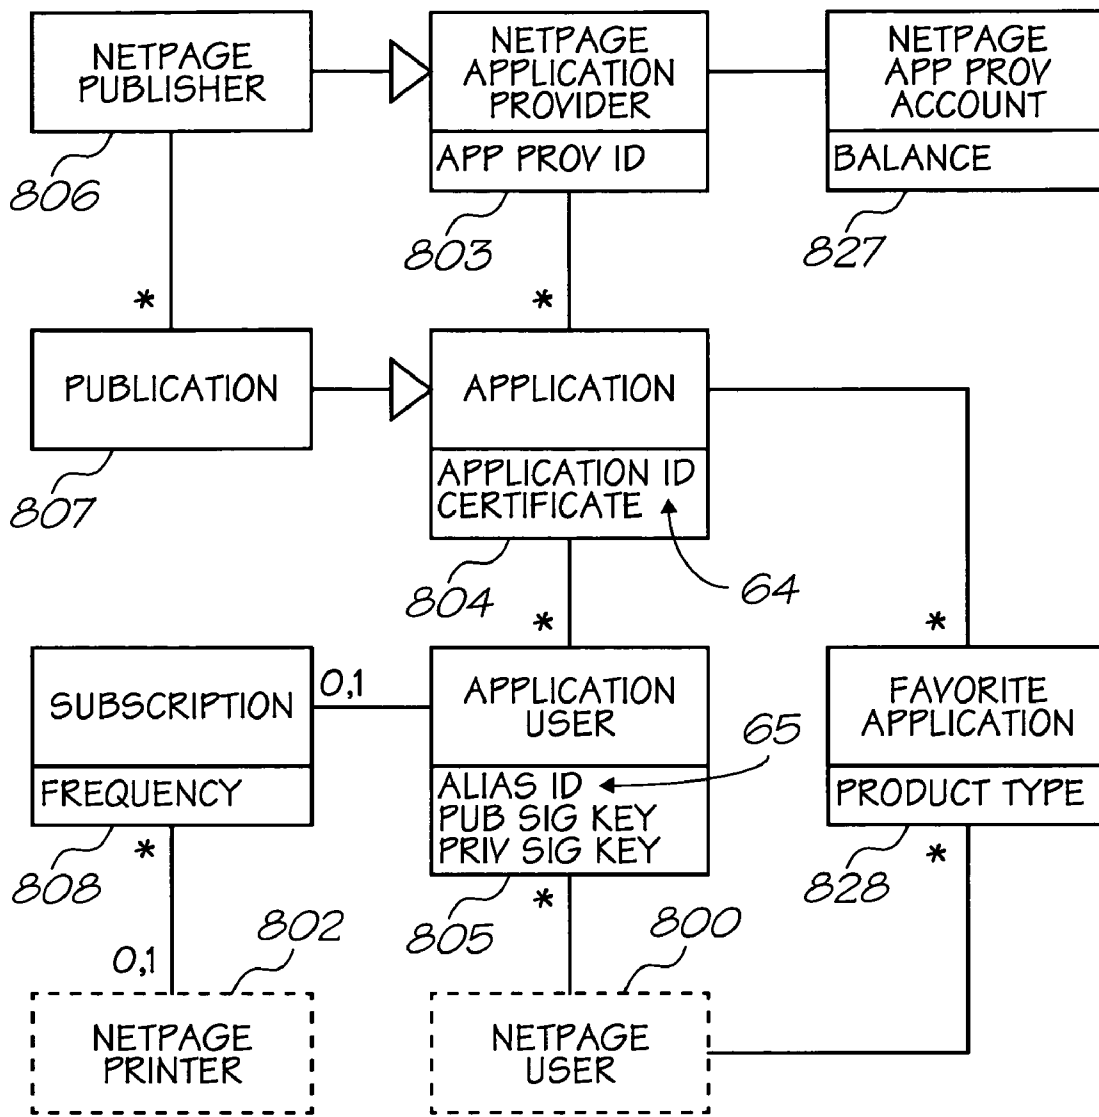 NETPAGE
PUBLISHER
NETPAGE
APPLICATION
PROVIDER
NETPAGE
APP PROV
ACCOUNT
APP PROV ID
BALANCE
806
803
827
*
*
PUBLICATION
APPLICATION
APPLICATION ID
CERTIFICATE
807
804
64
*
*
SUBSCRIPTION
0,1
APPLICATION
USER
FAVORITE
APPLICATION
65
FREQUENCY
ALIAS ID
PUB SIG KEY
PRIV SIG KEY
PRODUCT TYPE
808
*
805
*
828
*
802
800
0,1
NETPAGE
PRINTER
NETPAGE
USER